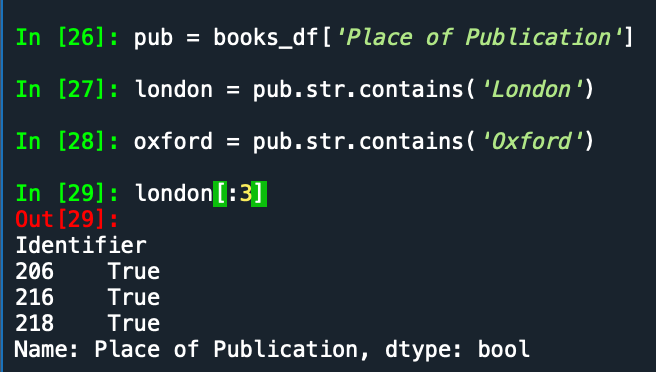 In [26]: pub = books_df['Place of Publication']
In [27]: london = pub.str.contains('London')
In [28]: oxford = pub.str.contains('Oxford')
In [29]: london[:3]
Out[29]:
Identifier
206    True
216    True
218    True
Name: Place of Publication, dtype: bool